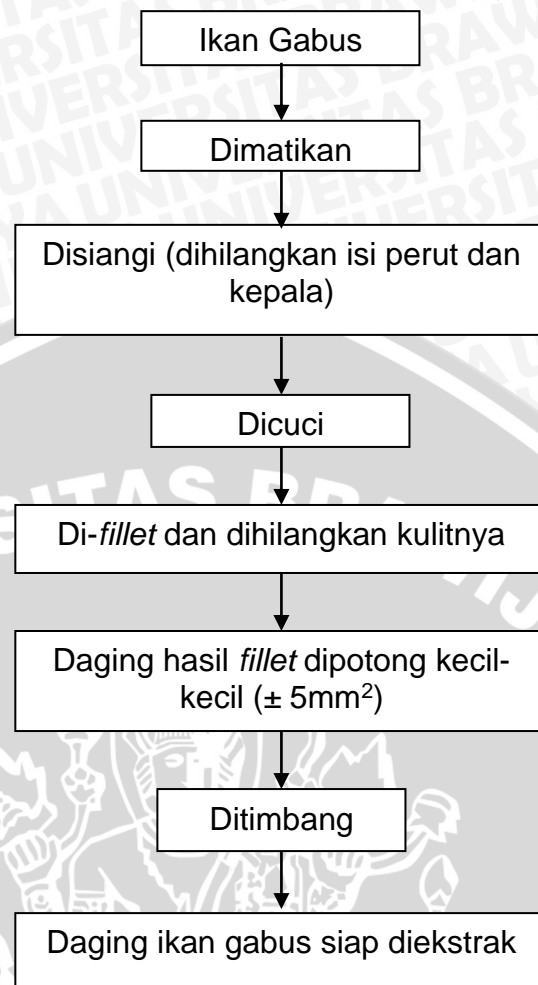 Ikan Gabus
Dimatikan
Disiangi (dihilangkan isi perut dan
kepala)
Dicuci
Di-fillet dan dihilangkan kulitnya
Daging hasil fillet dipotong kecil-
kecil (± 5mm²)
Ditimbang
Daging ikan gabus siap diekstrak